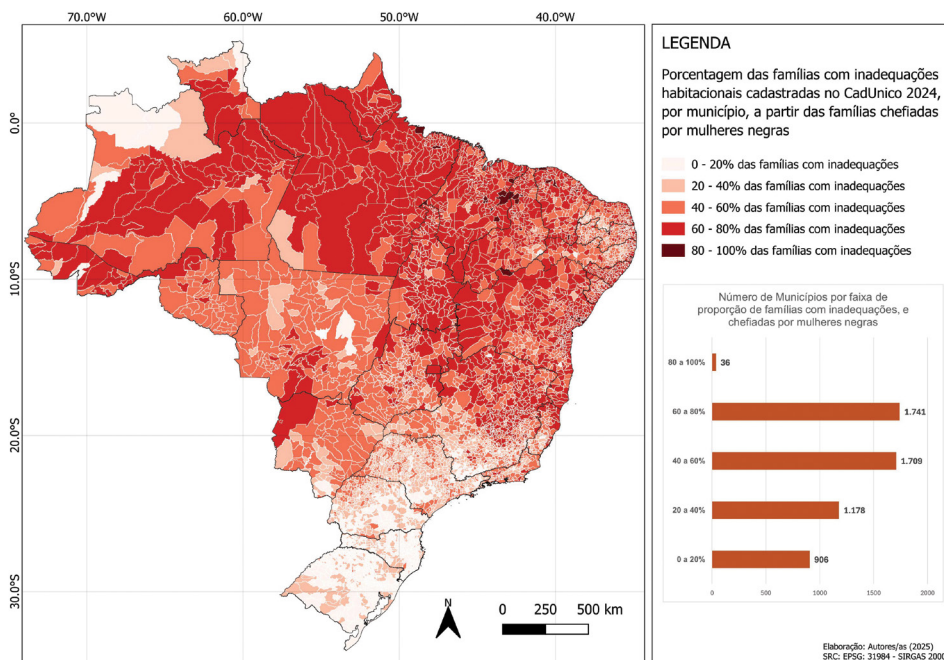 70.0°W 60.0°W 50.0°W 40.0°W
0.0°
10.0°S
20.0°S
30.0°S
N
0 250 500 km
LEGENDA
Porcentagem das famílias com inadequações
habitacionais cadastradas no CadUnico 2024,
por município, a partir das famílias chefiadas
por mulheres negras
0 - 20% das famílias com inadequações
20 - 40% das famílias com inadequações
40 - 60% das famílias com inadequações
60 - 80% das famílias com inadequações
80 - 100% das famílias com inadequações
Número de Municípios por faixa de
proporção de famílias com inadequações, e
chefiadas por mulheres negras
80 a 100% 36
60 a 80% 1.741
40 a 60% 1.709
20 a 40% 1.178
0 a 20% 906
0 500 1000 1500 2000
Elaboração: Autores/as (2025)
SRC: EPSG: 31984 - SIRGAS 2000